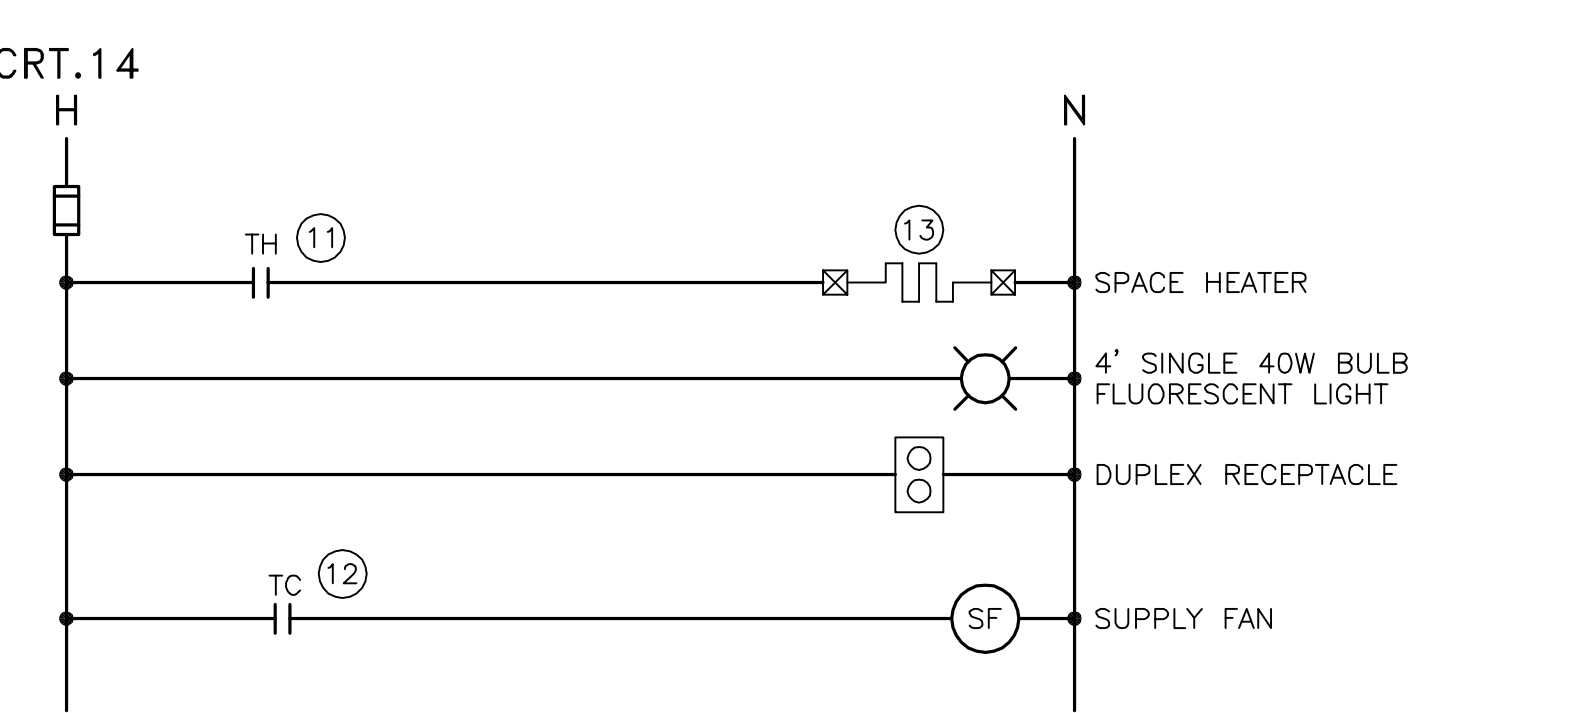 CRT.14
H
N
TH 11
13
SPACE HEATER
4' SINGLE 40W BULB
FLUORESCENT LIGHT
DUPLEX RECEPTACLE
TC 12
SF
SUPPLY FAN